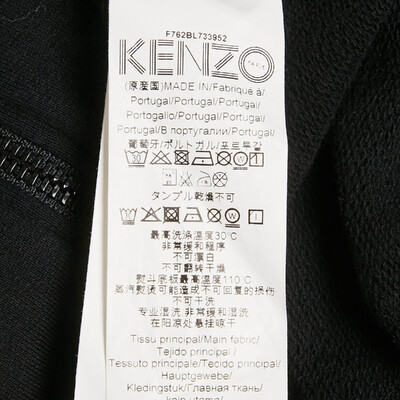 F762BL733952
KENZO
PARIS
(原産国)MADE IN/Fabriqué à/
Portugal/Portugal/Portugal/
Portogallo/Portugal/Portugal/
Portugal/В португалии/Portugal/
葡萄牙/ポルトガル/포르투갈
タンブル乾燥不可
最高洗涤温度30℃
非常缓和程序
不可漂白
不可翻转干燥
熨斗底板最高温度110℃
蒸汽熨烫可能造成不可回复的损伤
不可干洗
专业湿洗,非常缓和湿洗
在阴凉处悬挂晾干
Tissu principal/Main fabric/
Tejido principal/
Tessuto principale/Tecido principal/
Hauptgewebe/
Kledingstuk/Главная ткань/